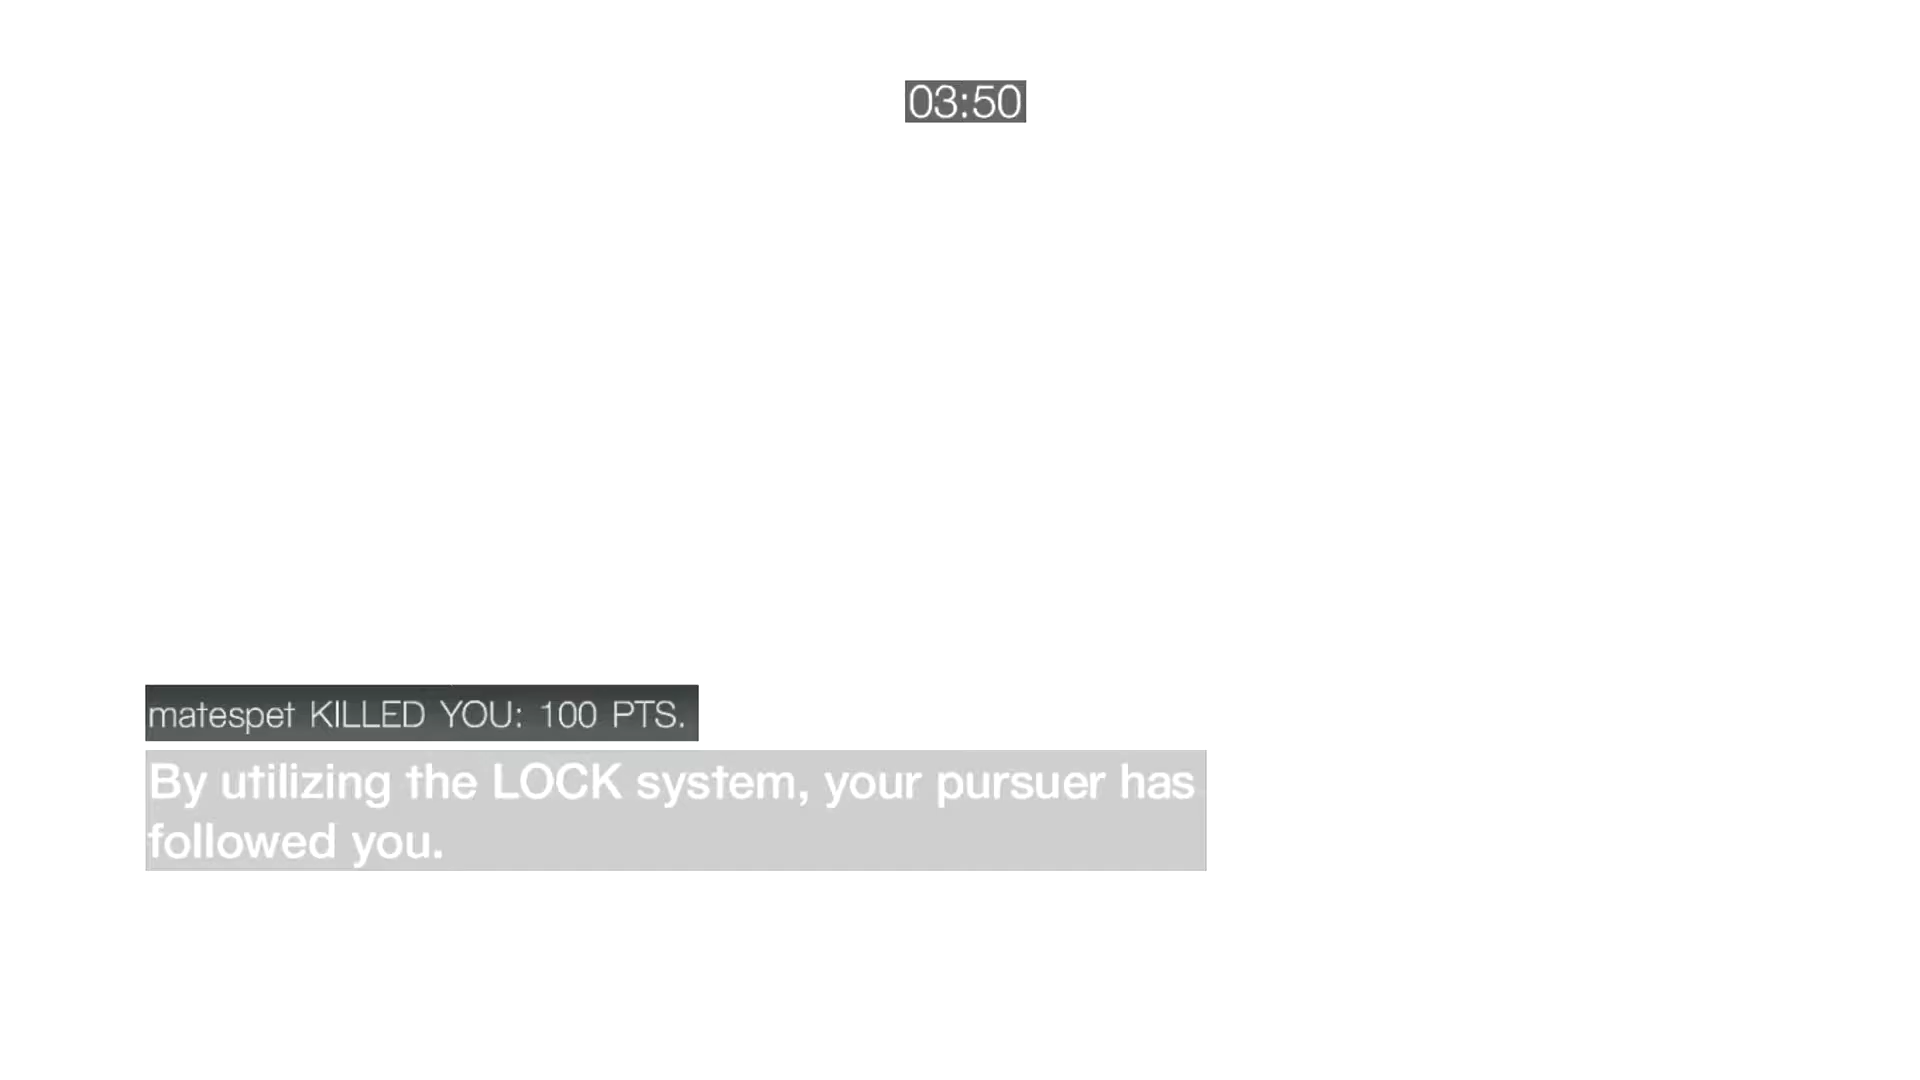 03:50
matespet KILLED YOU: 100 PTS.
By utilizing the LOCK system, your pursuer has
followed you.